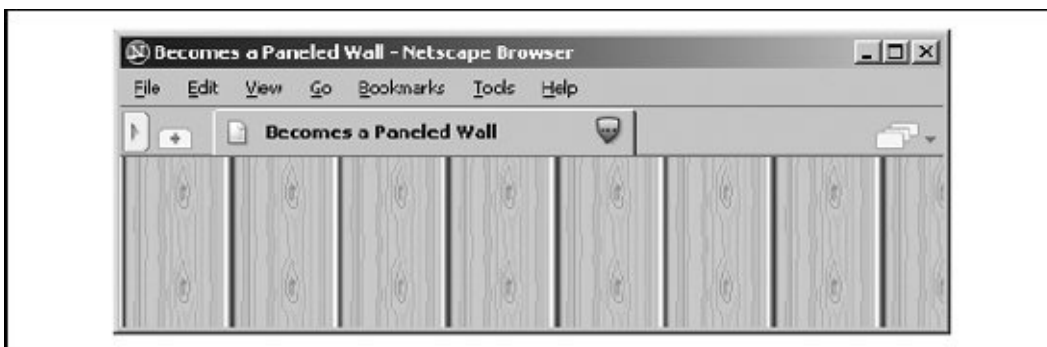 Becomes a Paneled Wall - Netscape Browser
File Edit View Go Bookmarks Tools Help
Becomes a Paneled Wall